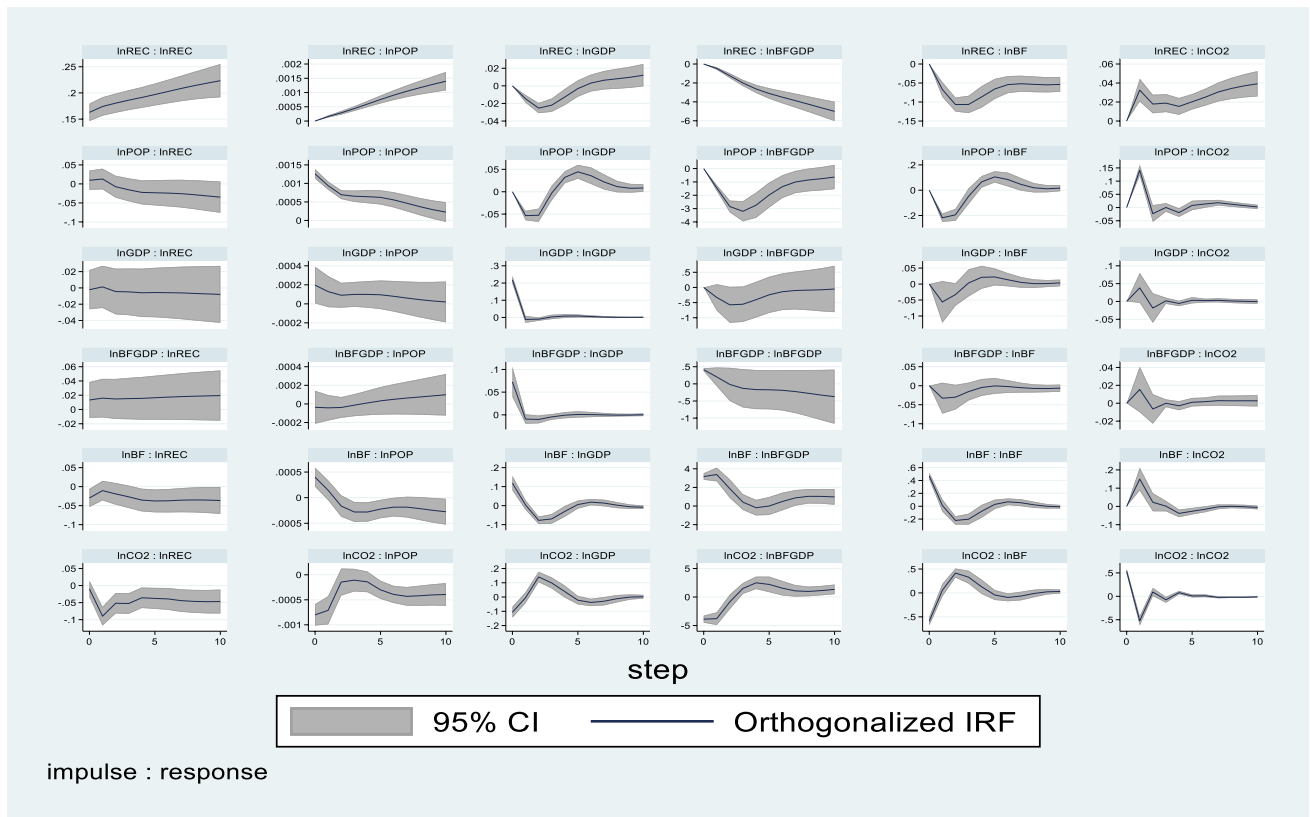 lnREC : lnREC lnREC : lnPOP lnREC : lnGDP lnREC : lnBFGDP lnREC : lnBF lnREC : lnCO2
.25 .002 .02 0 0 .06
.2 .0015 0 -2 -.05 .04
.15 .001 -.02 -4 -.1 .02
.0005 -.04 -6 -.15 0
0
lnPOP : lnREC lnPOP : lnPOP lnPOP : lnGDP lnPOP : lnBFGDP lnPOP : lnBF lnPOP : lnCO2
.05 .0015 .05 0 .2 .15
0 .001 0 -1 0 .1
-.05 .0005 -.05 -2 -.2 .05
-.1 0 -3 0
-4 -.05
lnGDP : lnREC lnGDP : lnPOP lnGDP : lnGDP lnGDP : lnBFGDP lnGDP : lnBF lnGDP : lnCO2
.02 .0004 .3 .5 .05 .1
0 .0002 .2 0 0 .05
-.02 0 .1 -.5 -.05 0
-.04 -.0002 0 -1 -.1 -.05
lnBFGDP : lnREC lnBFGDP : lnPOP lnBFGDP : lnGDP lnBFGDP : lnBFGDP lnBFGDP : lnBF lnBFGDP : lnCO2
.06 .0004 .1 .5 .05 .04
.04 .0002 .05 0 0 .02
.02 0 0 -.5 -.05 0
0 -.0002 -1 -.1 -.02
-.02
lnBF : lnREC lnBF : lnPOP lnBF : lnGDP lnBF : lnBFGDP lnBF : lnBF lnBF : lnCO2
.05 .0005 .2 4 .6 .2
0 0 .1 2 .4 .1
-.05 -.0005 0 0 .2 0
-.1 -.1 -2 0 -.1
-.2
lnCO2 : lnREC lnCO2 : lnPOP lnCO2 : lnGDP lnCO2 : lnBFGDP lnCO2 : lnBF lnCO2 : lnCO2
.05 0 .2 5 .5 .5
0 -.0005 .1 0 0 0
-.05 -.001 0 -5 -.5 -.5
-.1 -.1
-.2
0 5 10 0 5 10 0 5 10 0 5 10 0 5 10 0 5 10
step
95% CI Orthogonalized IRF
impulse : response